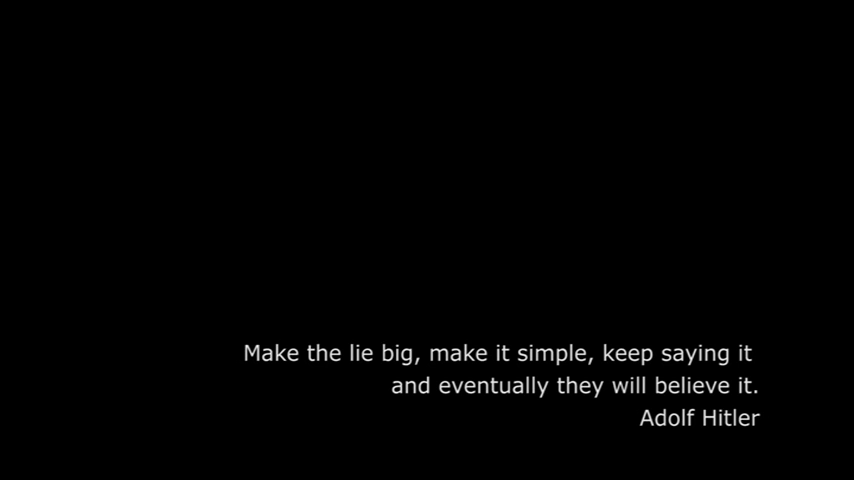 Make the lie big, make it simple, keep saying it
and eventually they will believe it.
Adolf Hitler